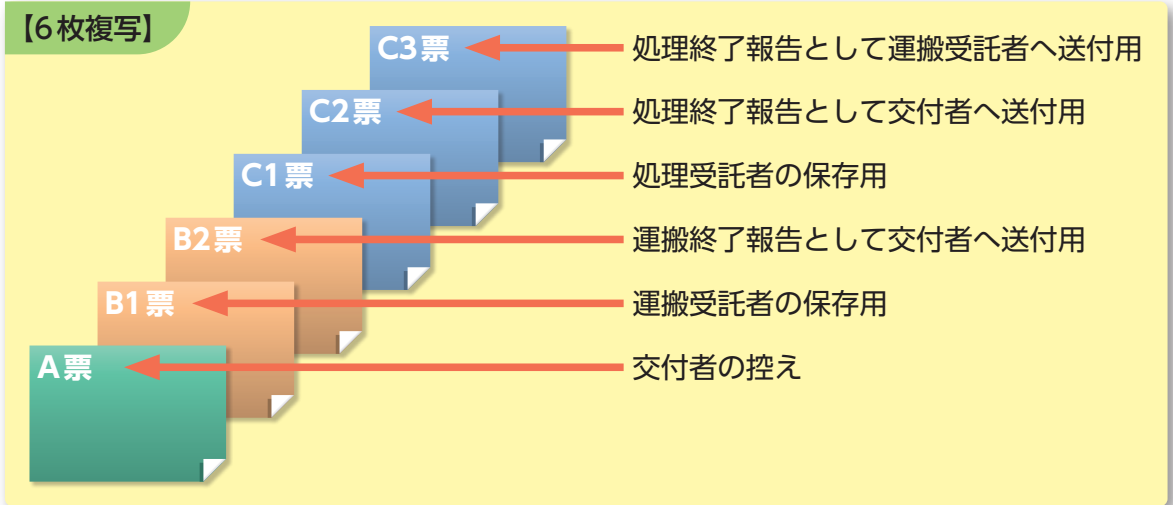 【6枚複写】
C3票 処理終了報告として運搬受託者へ送付用
C2票 処理終了報告として交付者へ送付用
C1票 処理受託者の保存用
B2票 運搬終了報告として交付者へ送付用
B1票 運搬受託者の保存用
A票 交付者の控え